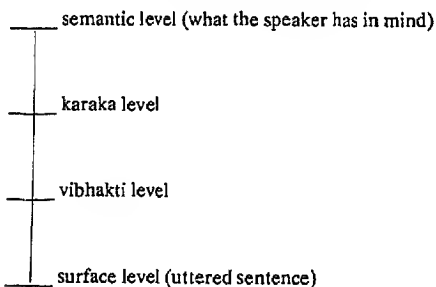 semantic level (what the speaker has in mind)
karaka level
vibhakti level
surface level (uttered sentence)